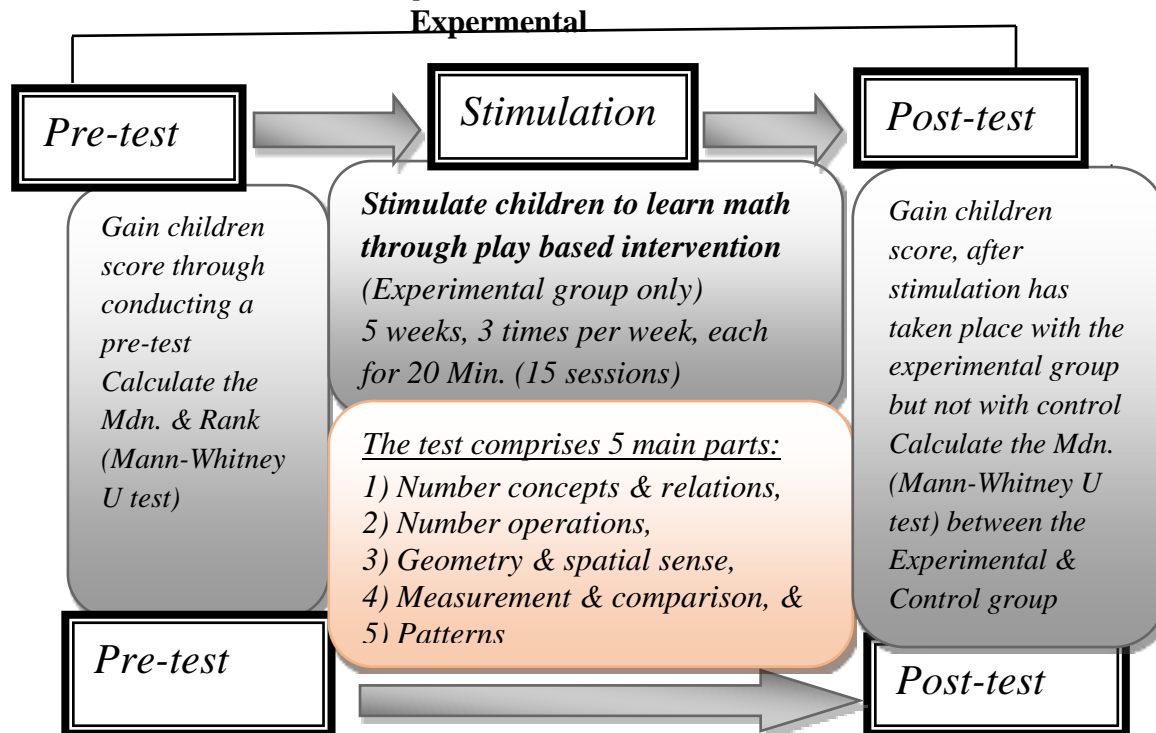 Expermental
Pre-test
Stimulation
Post-test
Gain children
score through
conducting a
pre-test
Calculate the
Mdn. & Rank
(Mann-Whitney
U test)
Stimulate children to learn math
through play based intervention
(Experimental group only)
5 weeks, 3 times per week, each
for 20 Min. (15 sessions)
The test comprises 5 main parts:
1) Number concepts & relations,
2) Number operations,
3) Geometry & spatial sense,
4) Measurement & comparison, &
5) Patterns
Gain children
score, after
stimulation has
taken place with the
experimental group
but not with control
Calculate the Mdn.
(Mann-Whitney U
test) between the
Experimental &
Control group
Pre-test
Post-test